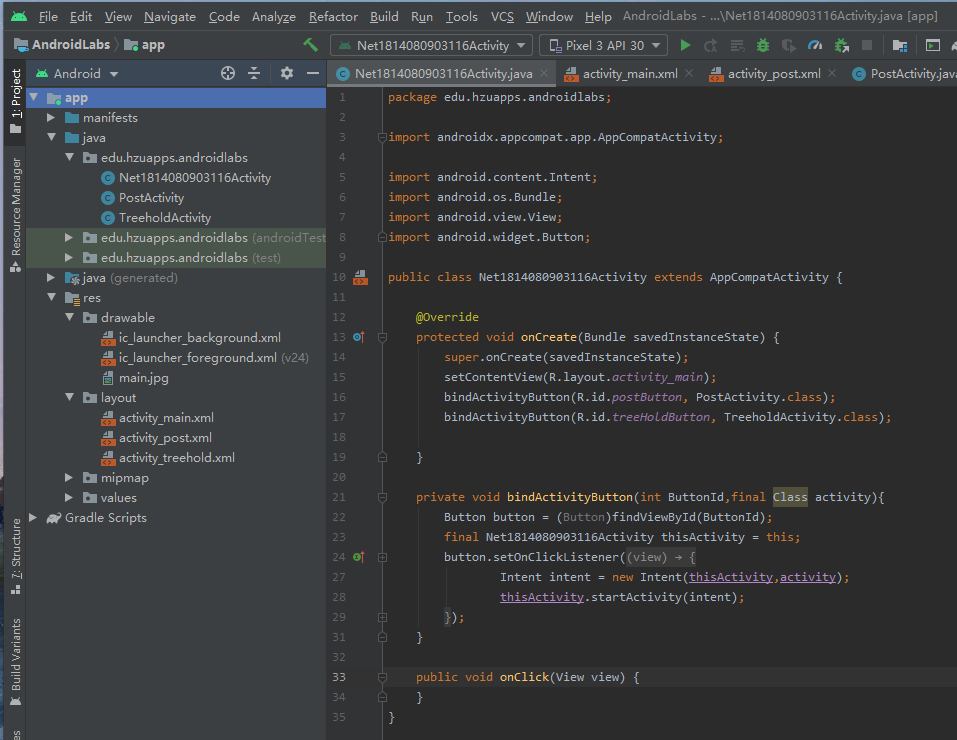 File Edit View Navigate Code Analyze Refactor Build Run Tools VCS Window Help AndroidLabs - ...\Net1814080903116Activity.java [app]
AndroidLabs app Net1814080903116Activity Pixel 3 API 30
Android
Net1814080903116Activity.java activity_main.xml activity_post.xml PostActivity.java
1: Project
Resource Manager
7: Structure
Build Variants
app
manifests
java
edu.hzuapps.androidlabs
Net1814080903116Activity
PostActivity
TreeholdActivity
edu.hzuapps.androidlabs (androidTest
edu.hzuapps.androidlabs (test)
java (generated)
res
drawable
ic_launcher_background.xml
ic_launcher_foreground.xml (v24)
main.jpg
layout
activity_main.xml
activity_post.xml
activity_treehold.xml
mipmap
values
Gradle Scripts
1 package edu.hzuapps.androidlabs;
2
3 import androidx.appcompat.app.AppCompatActivity;
4
5 import android.content.Intent;
6 import android.os.Bundle;
7 import android.view.View;
8 import android.widget.Button;
9
10 public class Net1814080903116Activity extends AppCompatActivity {
11
12 @Override
13 protected void onCreate(Bundle savedInstanceState) {
14 super.onCreate(savedInstanceState);
15 setContentView(R.layout.activity_main);
16 bindActivityButton(R.id.postButton, PostActivity.class);
17 bindActivityButton(R.id.treeHoldButton, TreeholdActivity.class);
18
19 }
20
21 private void bindActivityButton(int ButtonId,final Class activity){
22 Button button = (Button)findViewById(ButtonId);
23 final Net1814080903116Activity thisActivity = this;
24 button.setOnClickListener((view) → {
27 Intent intent = new Intent(thisActivity,activity);
28 thisActivity.startActivity(intent);
29 });
31 }
32
33 public void onClick(View view) {
34 }
35 }